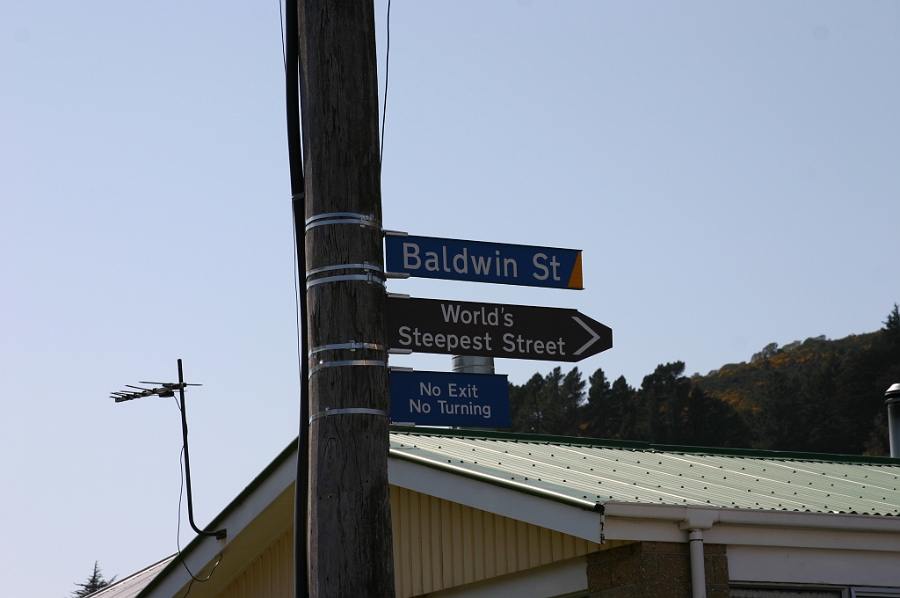 Baldwin St
World's
Steepest Street
No Exit
No Turning